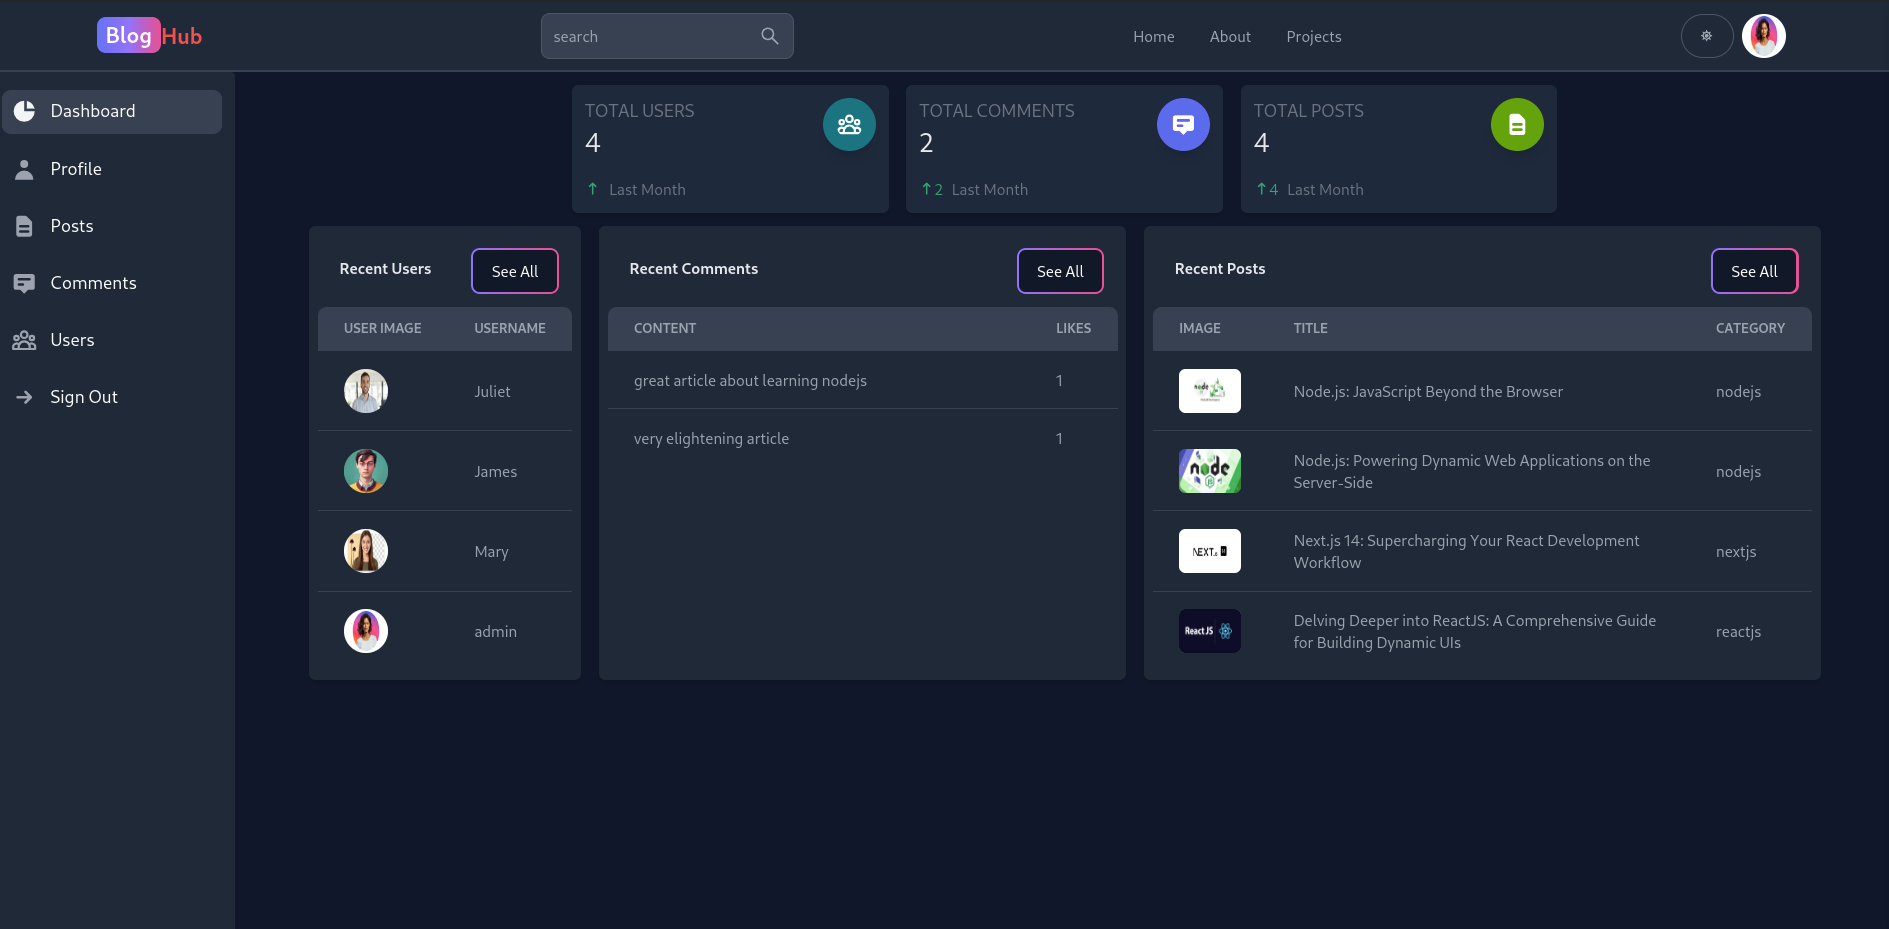 BlogHub
search
Home About Projects
Dashboard
Profile
Posts
Comments
Users
Sign Out
TOTAL USERS
4
↑ Last Month
TOTAL COMMENTS
2
↑ 2 Last Month
TOTAL POSTS
4
↑ 4 Last Month
Recent Users See All
USER IMAGE USERNAME
Juliet
James
Mary
admin
Recent Comments See All
CONTENT LIKES
great article about learning nodejs 1
very elightening article 1
Recent Posts See All
IMAGE TITLE CATEGORY
node
Node.js: JavaScript Beyond the Browser nodejs
node
JS
Node.js: Powering Dynamic Web Applications on the
Server-Side
nodejs
NEXT.js
Next.js 14: Supercharging Your React Development
Workflow
nextjs
ReactJS
Delving Deeper into ReactJS: A Comprehensive Guide
for Building Dynamic UIs
reactjs